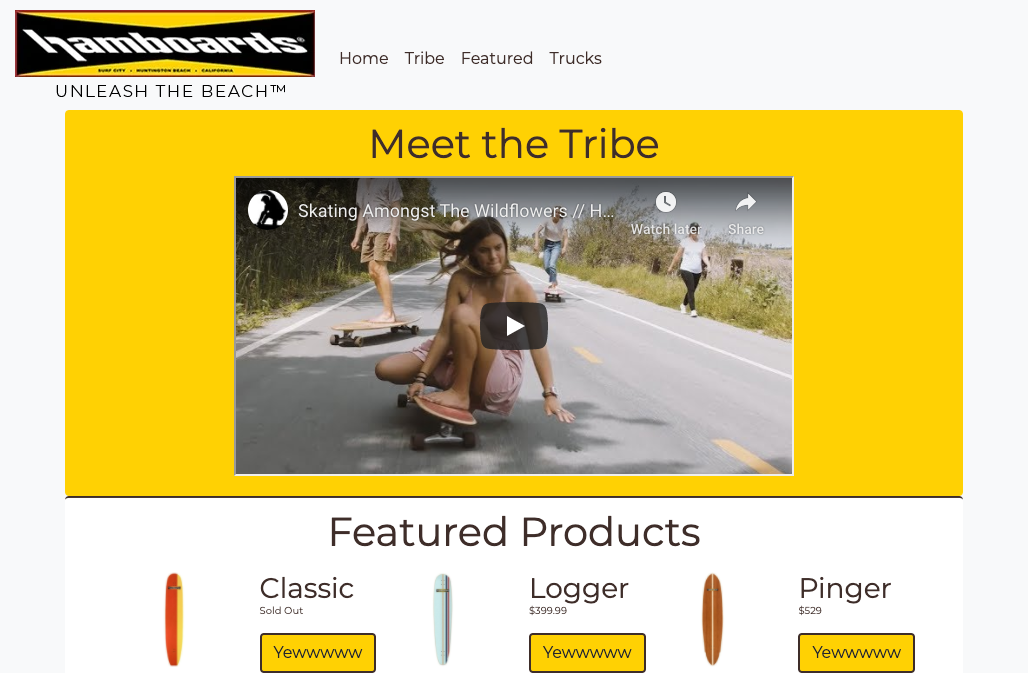 hamboards®
SURF CITY • HUNTINGTON BEACH • CALIFORNIA
Home Tribe Featured Trucks
UNLEASH THE BEACH™
Meet the Tribe
Skating Amongst The Wildflowers // H...
Watch later Share
Featured Products
Classic Logger Pinger
Sold Out $399.99 $529
Yewwwww Yewwwww Yewwwww